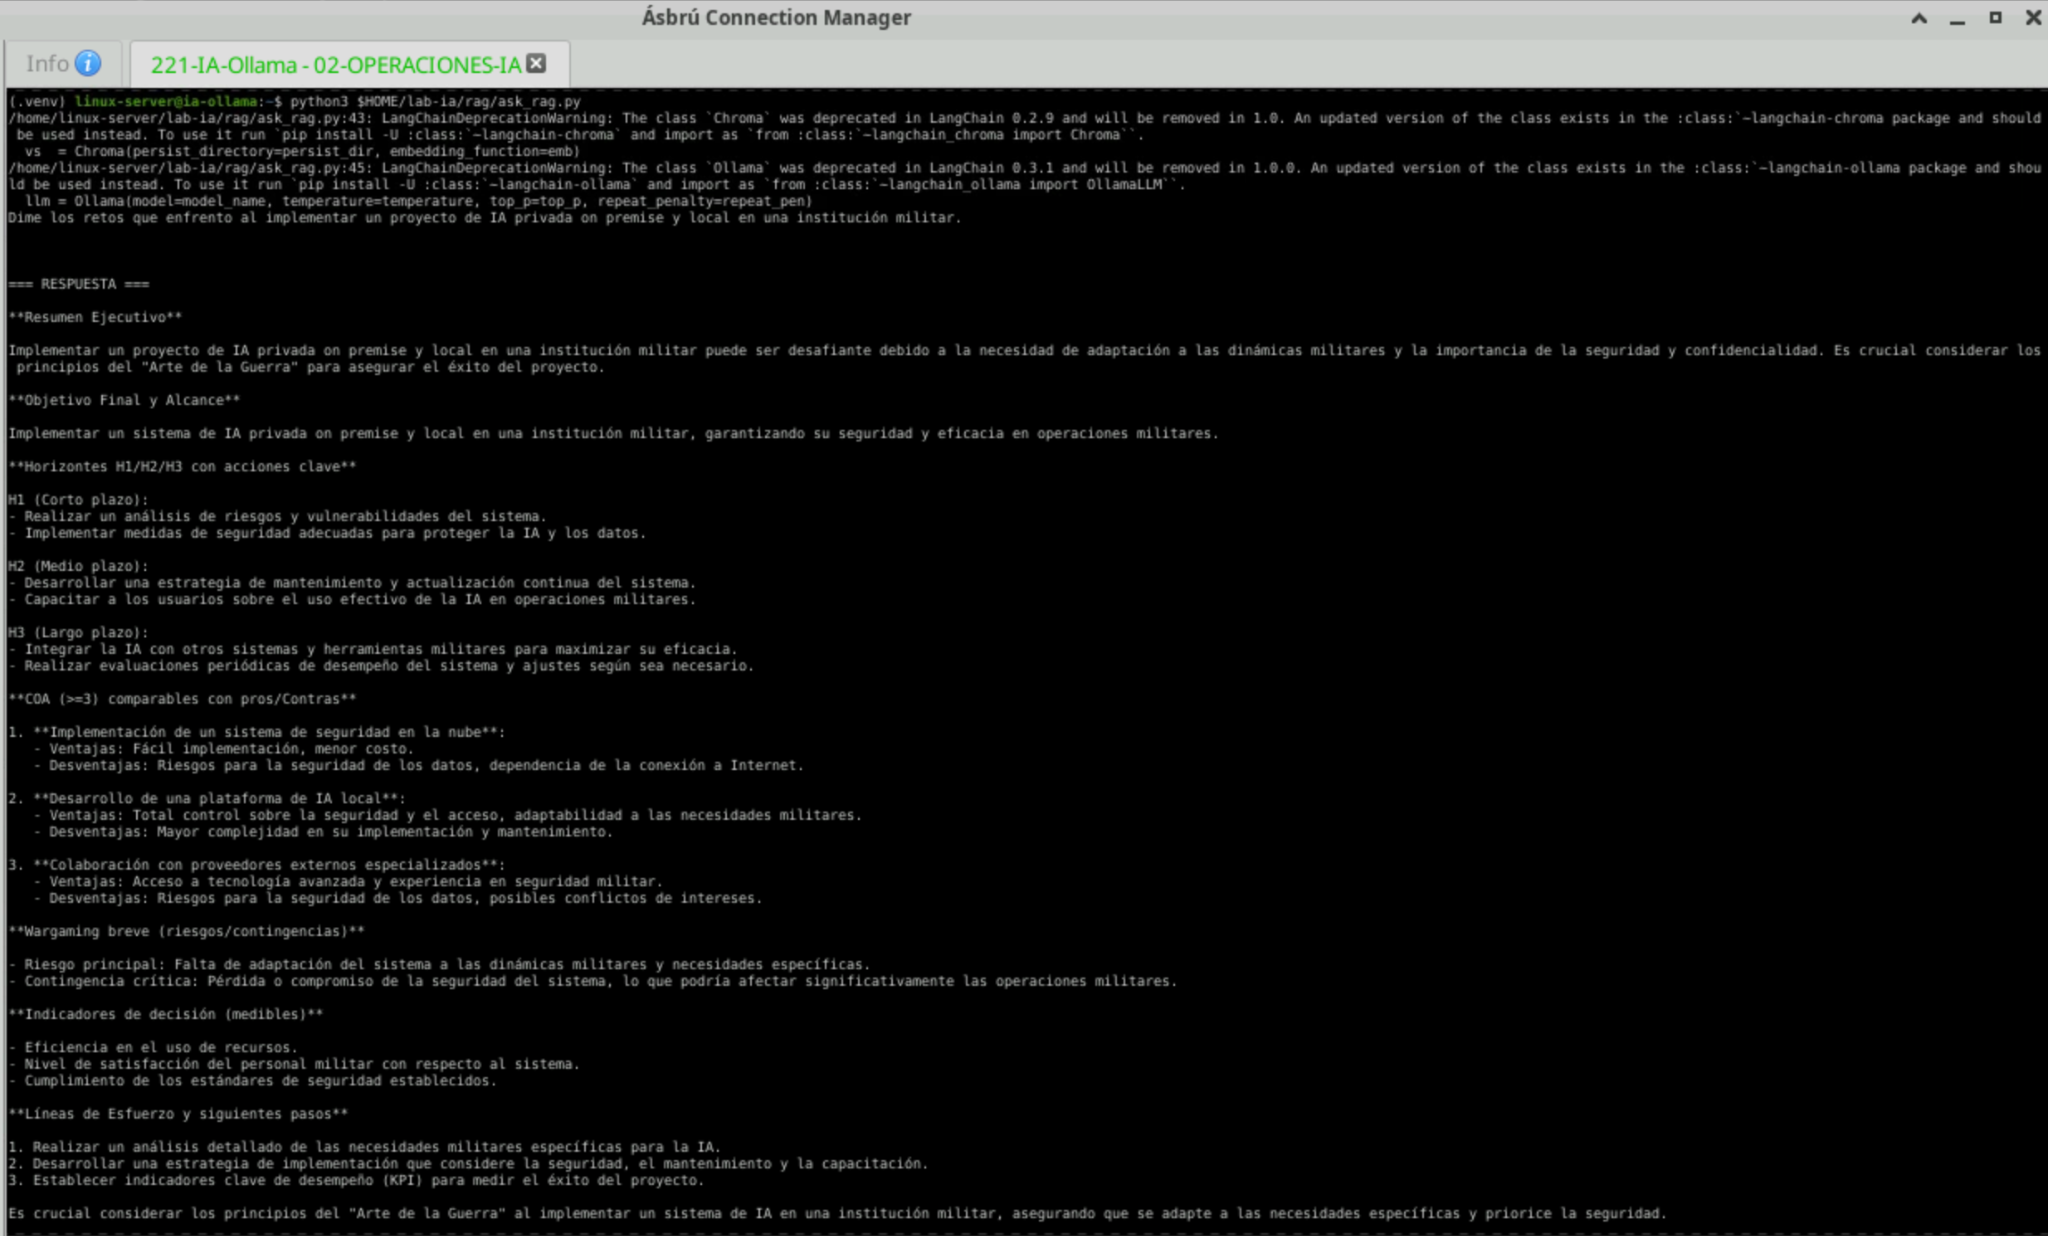 Ásbrú Connection Manager
Info
221-IA-Ollama - 02-OPERACIONES-IA
(.venv) linux-server@ia-ollama:~$ python3 $HOME/lab-ia/rag/ask_rag.py
/home/linux-server/lab-ia/rag/ask_rag.py:43: LangChainDeprecationWarning: The class `Chroma` was deprecated in LangChain 0.2.9 and will be removed in 1.0. An updated version of the class exists in the :class:`~langchain-chroma package and should
be used instead. To use it run `pip install -U :class:`~langchain-chroma` and import as `from :class:`~langchain_chroma import Chroma``.
vs  = Chroma(persist_directory=persist_dir, embedding_function=emb)
/home/linux-server/lab-ia/rag/ask_rag.py:45: LangChainDeprecationWarning: The class `Ollama` was deprecated in LangChain 0.3.1 and will be removed in 1.0.0. An updated version of the class exists in the :class:`~langchain-ollama package and shou
ld be used instead. To use it run `pip install -U :class:`~langchain-ollama` and import as `from :class:`~langchain_ollama import OllamaLLM``.
llm = Ollama(model=model_name, temperature=temperature, top_p=top_p, repeat_penalty=repeat_pen)
Dime los retos que enfrento al implementar un proyecto de IA privada on premise y local en una institución militar.
=== RESPUESTA ===
**Resumen Ejecutivo**
Implementar un proyecto de IA privada on premise y local en una institución militar puede ser desafiante debido a la necesidad de adaptación a las dinámicas militares y la importancia de la seguridad y confidencialidad. Es crucial considerar los
principios del "Arte de la Guerra" para asegurar el éxito del proyecto.
**Objetivo Final y Alcance**
Implementar un sistema de IA privada on premise y local en una institución militar, garantizando su seguridad y eficacia en operaciones militares.
**Horizontes H1/H2/H3 con acciones clave**
H1 (Corto plazo):
- Realizar un análisis de riesgos y vulnerabilidades del sistema.
- Implementar medidas de seguridad adecuadas para proteger la IA y los datos.
H2 (Medio plazo):
- Desarrollar una estrategia de mantenimiento y actualización continua del sistema.
- Capacitar a los usuarios sobre el uso efectivo de la IA en operaciones militares.
H3 (Largo plazo):
- Integrar la IA con otros sistemas y herramientas militares para maximizar su eficacia.
- Realizar evaluaciones periódicas de desempeño del sistema y ajustes según sea necesario.
**COA (>=3) comparables con pros/Contras**
1. **Implementación de un sistema de seguridad en la nube**:
- Ventajas: Fácil implementación, menor costo.
- Desventajas: Riesgos para la seguridad de los datos, dependencia de la conexión a Internet.
2. **Desarrollo de una plataforma de IA local**:
- Ventajas: Total control sobre la seguridad y el acceso, adaptabilidad a las necesidades militares.
- Desventajas: Mayor complejidad en su implementación y mantenimiento.
3. **Colaboración con proveedores externos especializados**:
- Ventajas: Acceso a tecnología avanzada y experiencia en seguridad militar.
- Desventajas: Riesgos para la seguridad de los datos, posibles conflictos de intereses.
**Wargaming breve (riesgos/contingencias)**
- Riesgo principal: Falta de adaptación del sistema a las dinámicas militares y necesidades específicas.
- Contingencia crítica: Pérdida o compromiso de la seguridad del sistema, lo que podría afectar significativamente las operaciones militares.
**Indicadores de decisión (medibles)**
- Eficiencia en el uso de recursos.
- Nivel de satisfacción del personal militar con respecto al sistema.
- Cumplimiento de los estándares de seguridad establecidos.
**Líneas de Esfuerzo y siguientes pasos**
1. Realizar un análisis detallado de las necesidades militares específicas para la IA.
2. Desarrollar una estrategia de implementación que considere la seguridad, el mantenimiento y la capacitación.
3. Establecer indicadores clave de desempeño (KPI) para medir el éxito del proyecto.
Es crucial considerar los principios del "Arte de la Guerra" al implementar un sistema de IA en una institución militar, asegurando que se adapte a las necesidades específicas y priorice la seguridad.